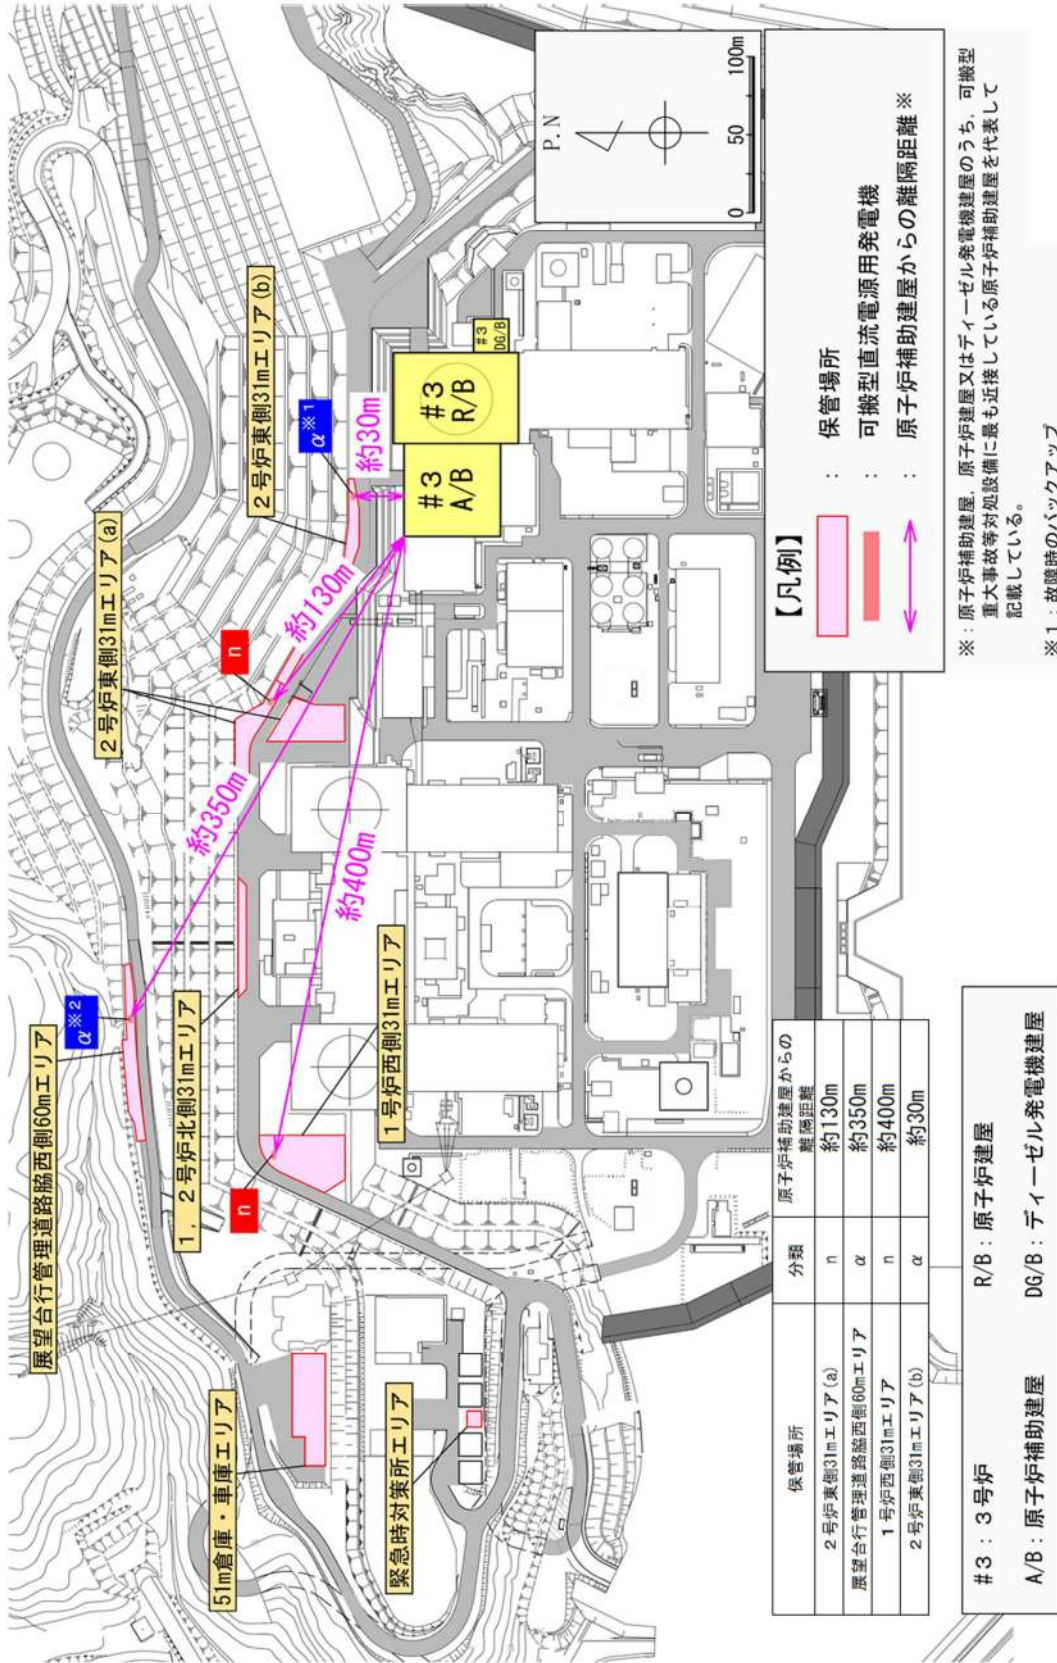 展望台行管理道路脇西側60mエリア
α※2
2号炉東側31mエリア(a)
2号炉東側31mエリア(b)
α※1
n
約130m
約30m
約350m
約400m
1,2号炉北側31mエリア
n
1号炉西側31mエリア
51m倉庫・車庫エリア
緊急時対策所エリア
#3
A/B
#3
R/B
#3
DG/B
P.N
0 50 100m
【凡例】
: 保管場所
: 可搬型直流電源用発電機
: 原子炉補助建屋からの離隔距離※
※:原子炉補助建屋、原子炉建屋又はディーゼル発電機建屋のうち、可搬型
重大事故等対処設備に最も近接している原子炉補助建屋を代表して
記載している。
※1:故障時のバックアップ
保管場所 分類 原子炉補助建屋からの
離隔距離
2号炉東側31mエリア(a) n 約130m
展望台行管理道路脇西側60mエリア α 約350m
1号炉西側31mエリア n 約400m
2号炉東側31mエリア(b) α 約30m
#3:3号炉 R/B:原子炉建屋
A/B:原子炉補助建屋 DG/B:ディーゼル発電機建屋